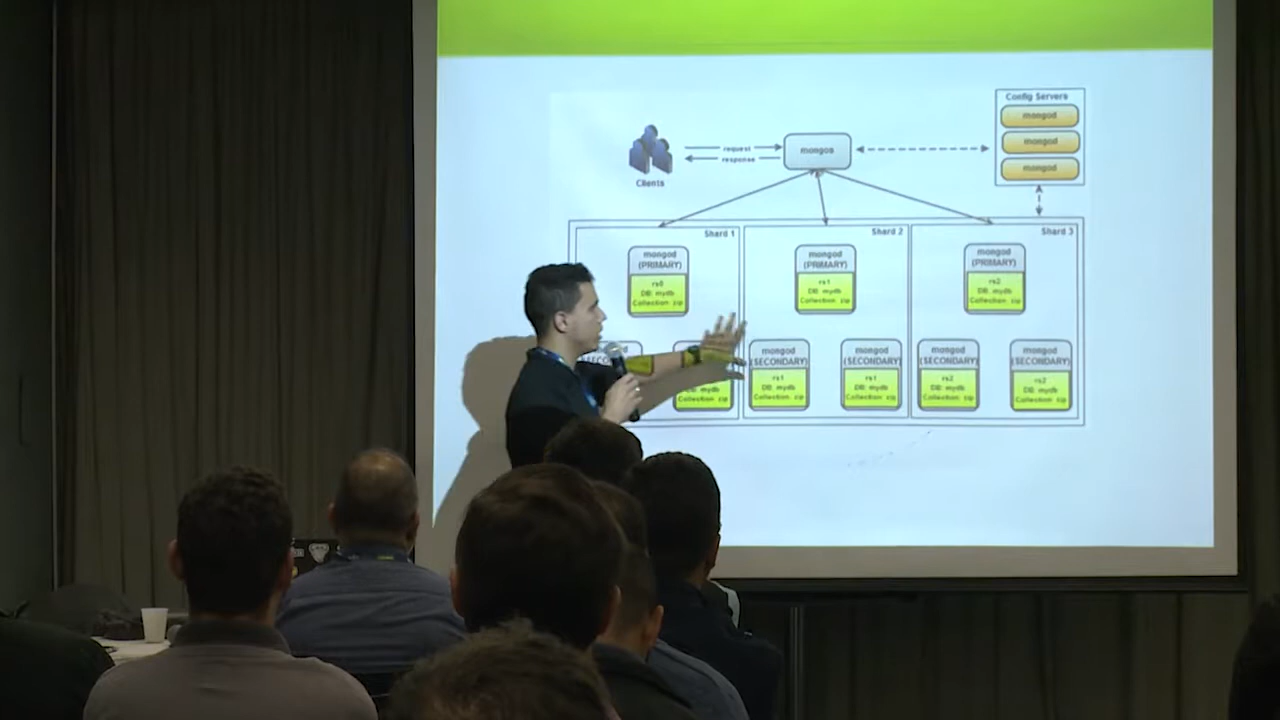 Config Servers
mongod
mongod
mongod
request
response
mongos
Clients
Shard 1
Shard 2
Shard 3
mongod
(PRIMARY)
rs0
DB: mydb
Collection: zip
mongod
(PRIMARY)
rs1
DB: mydb
Collection: zip
mongod
(PRIMARY)
rs2
DB: mydb
Collection: zip
mydb
Collection: zip
mongod
(SECONDARY)
rs1
DB: mydb
Collection: zip
mongod
(SECONDARY)
rs1
DB: mydb
Collection: zip
mongod
(SECONDARY)
rs2
DB: mydb
Collection: zip
mongod
(SECONDARY)
rs2
DB: mydb
Collection: zip